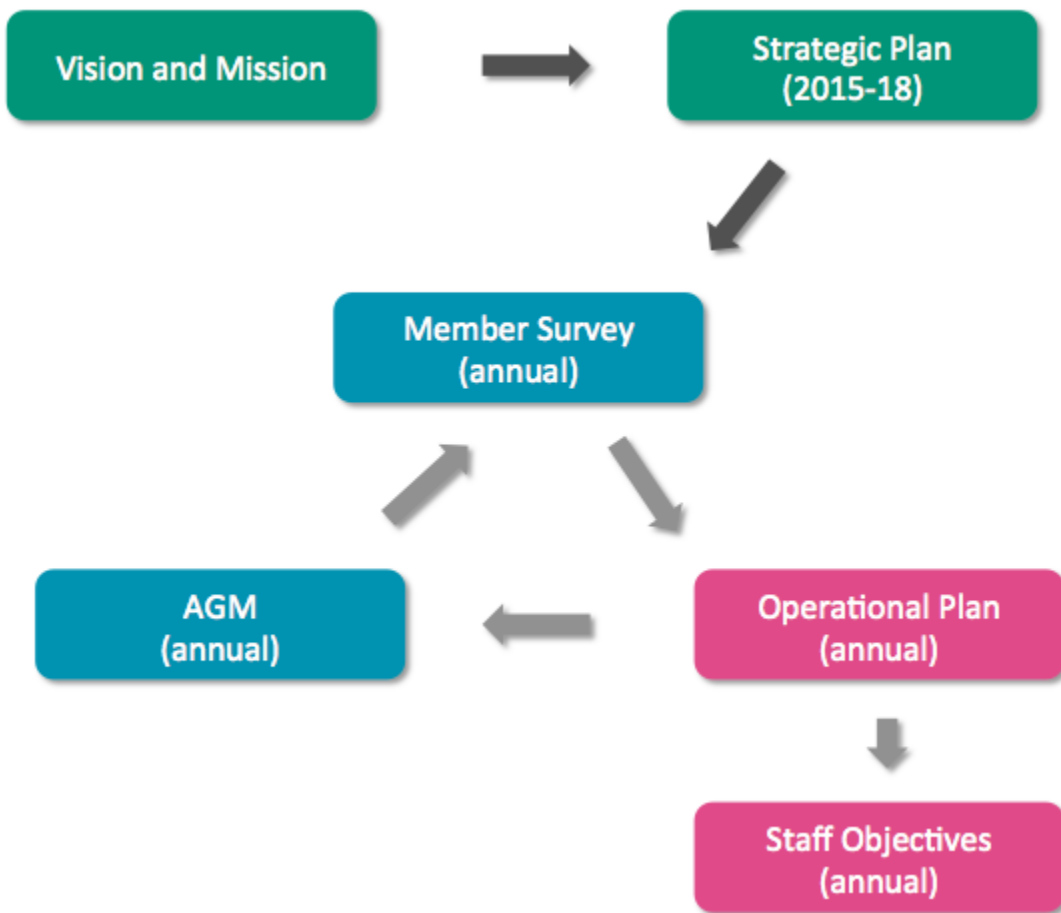 Vision and Mission
Strategic Plan
(2015-18)
Member Survey
(annual)
AGM
(annual)
Operational Plan
(annual)
Staff Objectives
(annual)